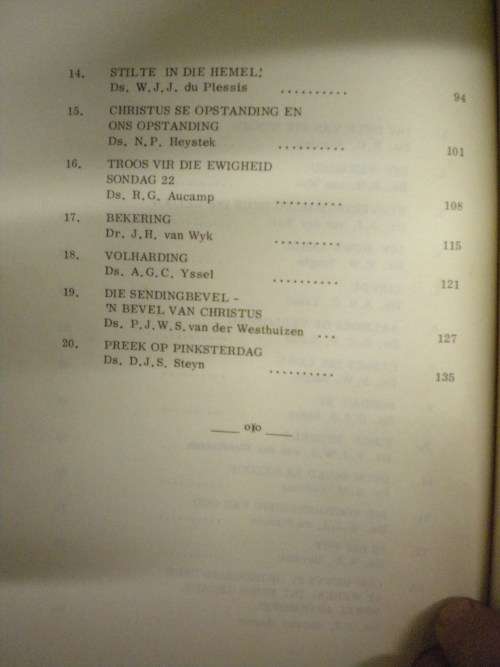 14. STILTE IN DIE HEMEL!
Ds. W.J.J. du Plessis .......... 94
15. CHRISTUS SE OPSTANDING EN
ONS OPSTANDING
Ds. N.P. Heystek .......... 101
16. TROOS VIR DIE EWIGHEID
SONDAG 22
Ds. R.G. Aucamp .......... 108
17. BEKERING
Dr. J.H. van Wyk .......... 115
18. VOLHARDING
Ds. A.G.C. Yssel .......... 121
19. DIE SENDINGBEVEL -
'N BEVEL VAN CHRISTUS
Ds. P.J.W.S. van der Westhuizen ... 127
20. PREEK OP PINKSTERDAG
Ds. D.J.S. Steyn .......... 135